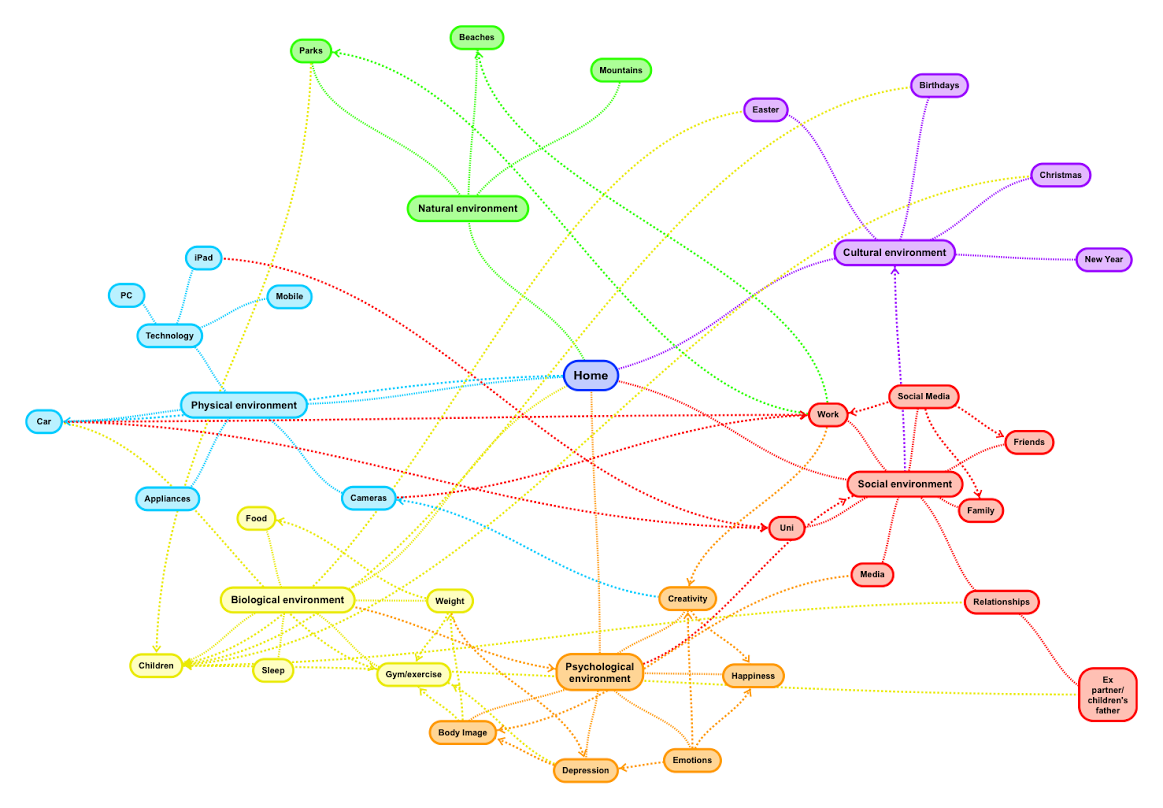 Beaches
Parks
Mountains
Birthdays
Easter
Christmas
Natural environment
Cultural environment
New Year
iPad
PC
Mobile
Technology
Home
Social Media
Physical environment
Car
Work
Friends
Social environment
Appliances
Cameras
Family
Food
Uni
Media
Biological environment
Weight
Creativity
Relationships
Children
Sleep
Gym/exercise
Psychological
environment
Happiness
Ex
partner/
children's
father
Body Image
Depression
Emotions